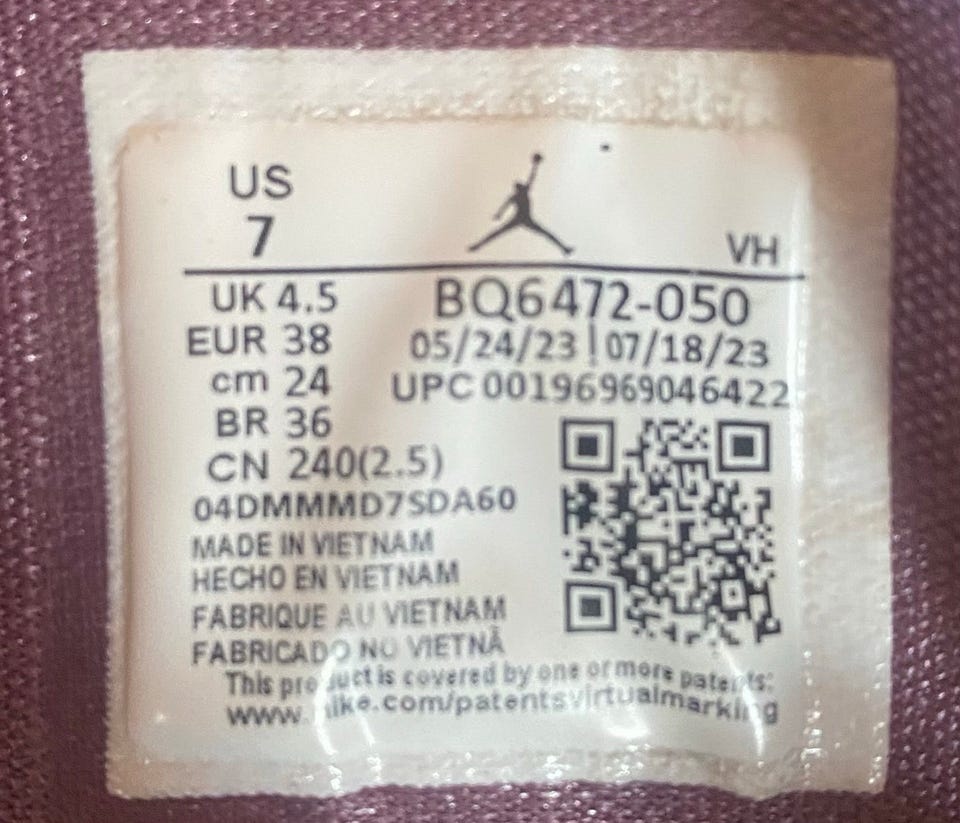 US
7
VH
UK 4.5
BQ6472-050
EUR 38
05/24/23 | 07/18/23
cm 24
UPC 00196969046422
BR 36
CN 240(2.5)
04DMMMD7SDA60
MADE IN VIETNAM
HECHO EN VIETNAM
FABRIQUE AU VIETNAM
FABRICADO NO VIETNÃ
This product is covered by one or more patents:
www.nike.com/patentsvirtualmarking